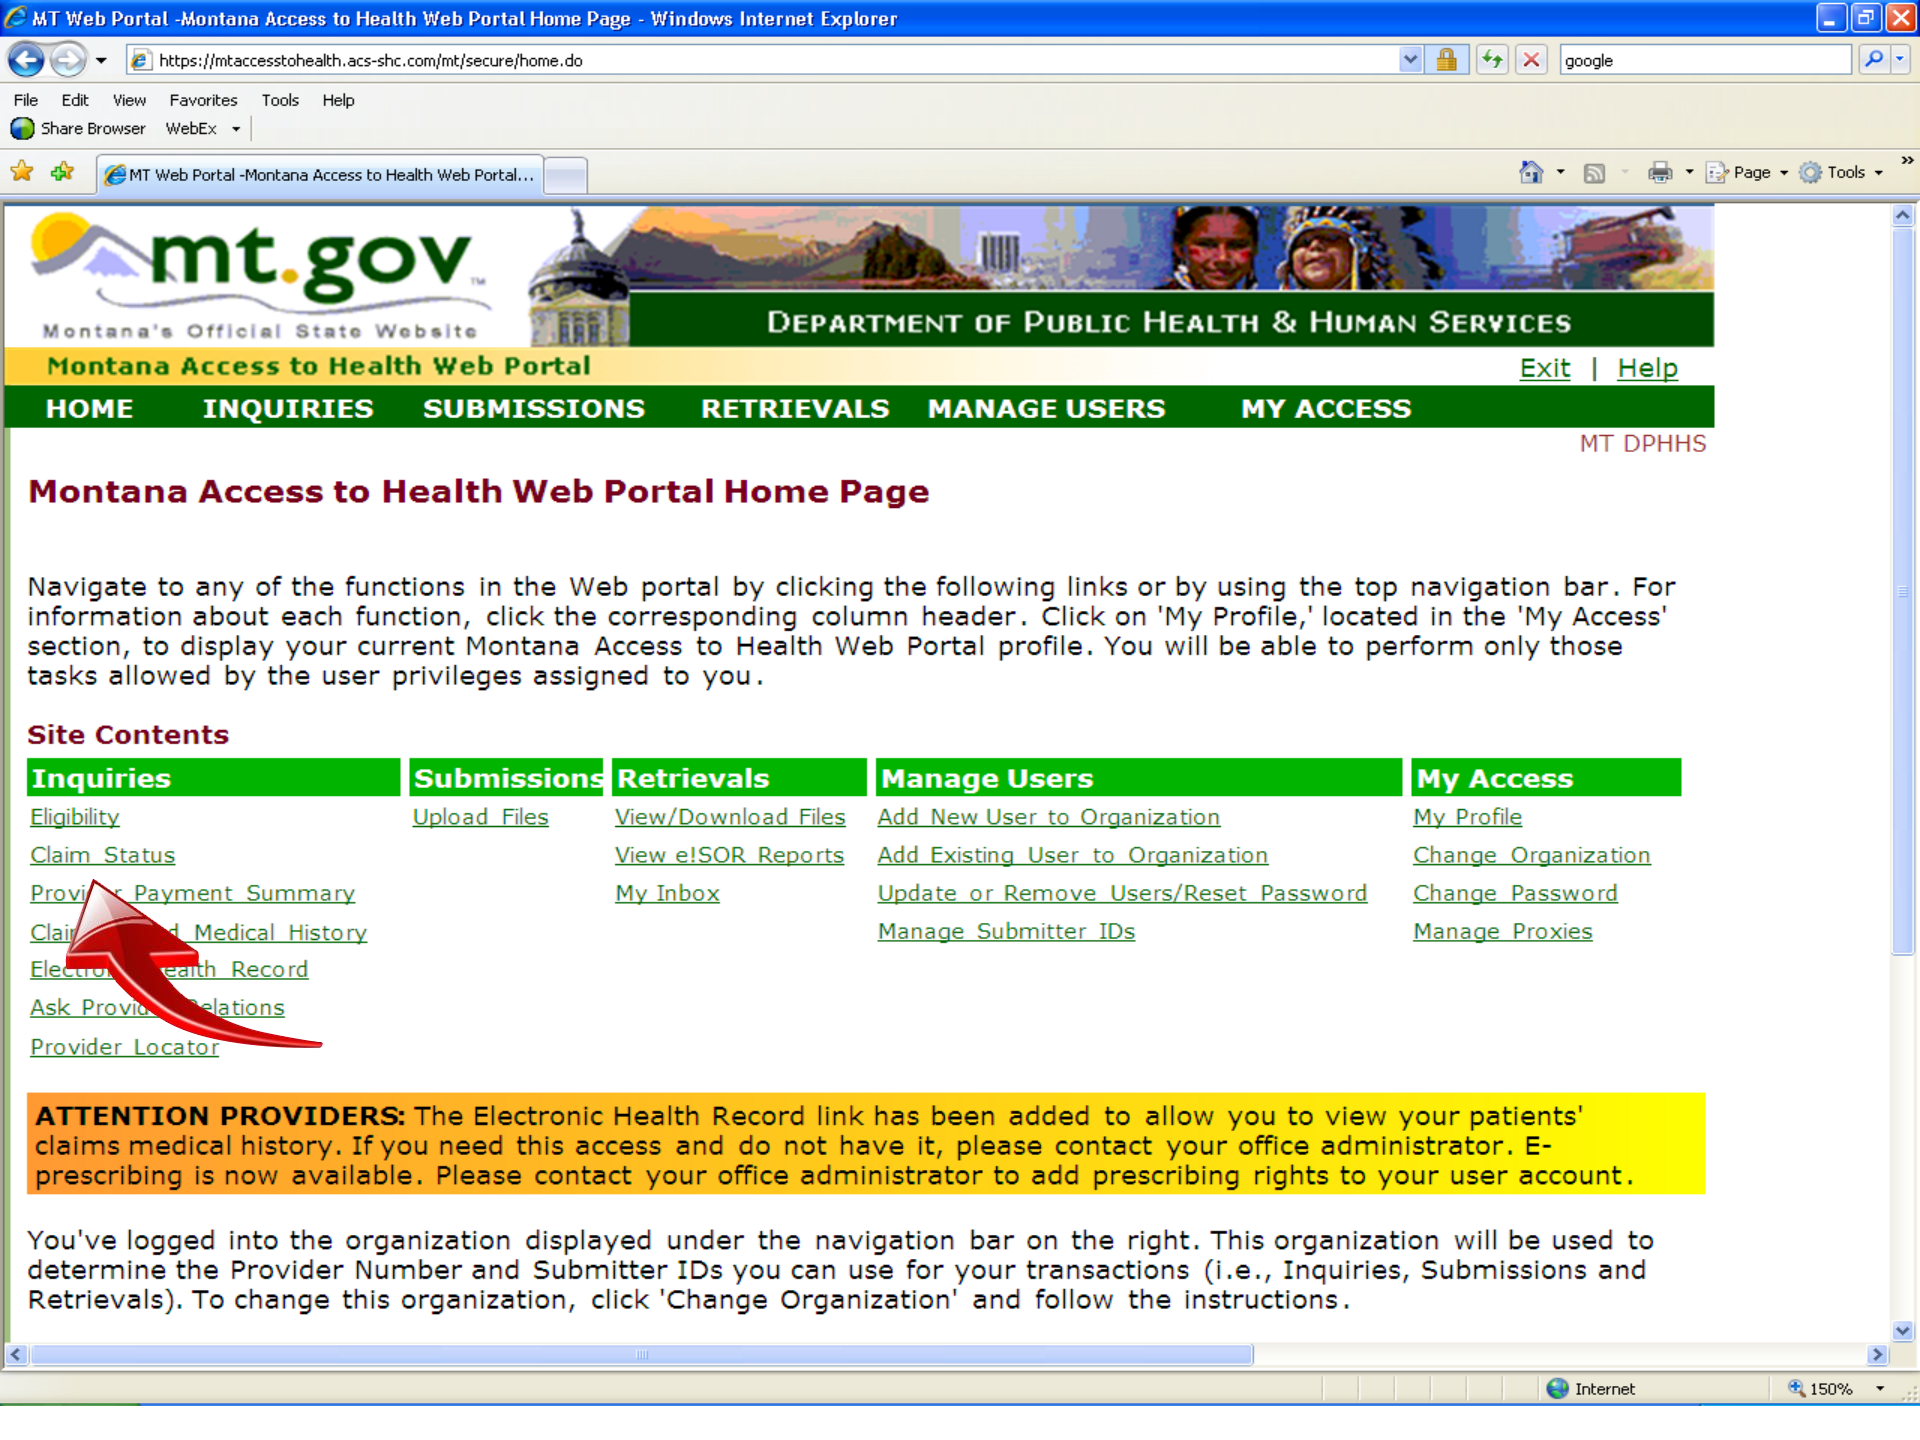 MT Web Portal -Montana Access to Health Web Portal Home Page - Windows Internet Explorer
https://mtaccesstohealth.acs-shc.com/mt/secure/home.do
google
File Edit View Favorites Tools Help
Share Browser WebEx
MT Web Portal -Montana Access to Health Web Portal...
Page Tools »
mt.gov TM
Montana's Official State Website
DEPARTMENT OF PUBLIC HEALTH & HUMAN SERVICES
Montana Access to Health Web Portal
Exit | Help
HOME INQUIRIES SUBMISSIONS RETRIEVALS MANAGE USERS MY ACCESS
MT DPHHS
Montana Access to Health Web Portal Home Page
Navigate to any of the functions in the Web portal by clicking the following links or by using the top navigation bar. For
information about each function, click the corresponding column header. Click on 'My Profile,' located in the 'My Access'
section, to display your current Montana Access to Health Web Portal profile. You will be able to perform only those
tasks allowed by the user privileges assigned to you.
Site Contents
Inquiries Submissions Retrievals Manage Users My Access
Eligibility Upload Files View/Download Files Add New User to Organization My Profile
Claim Status View e!SOR Reports Add Existing User to Organization Change Organization
Payment Summary My Inbox Update or Remove Users/Reset Password Change Password
Medical History Manage Submitter IDs Manage Proxies
Record
Ask
Provider Locator
ATTENTION PROVIDERS: The Electronic Health Record link has been added to allow you to view your patients'
claims medical history. If you need this access and do not have it, please contact your office administrator. E-
prescribing is now available. Please contact your office administrator to add prescribing rights to your user account.
You've logged into the organization displayed under the navigation bar on the right. This organization will be used to
determine the Provider Number and Submitter IDs you can use for your transactions (i.e., Inquiries, Submissions and
Retrievals). To change this organization, click 'Change Organization' and follow the instructions.
Internet 150%